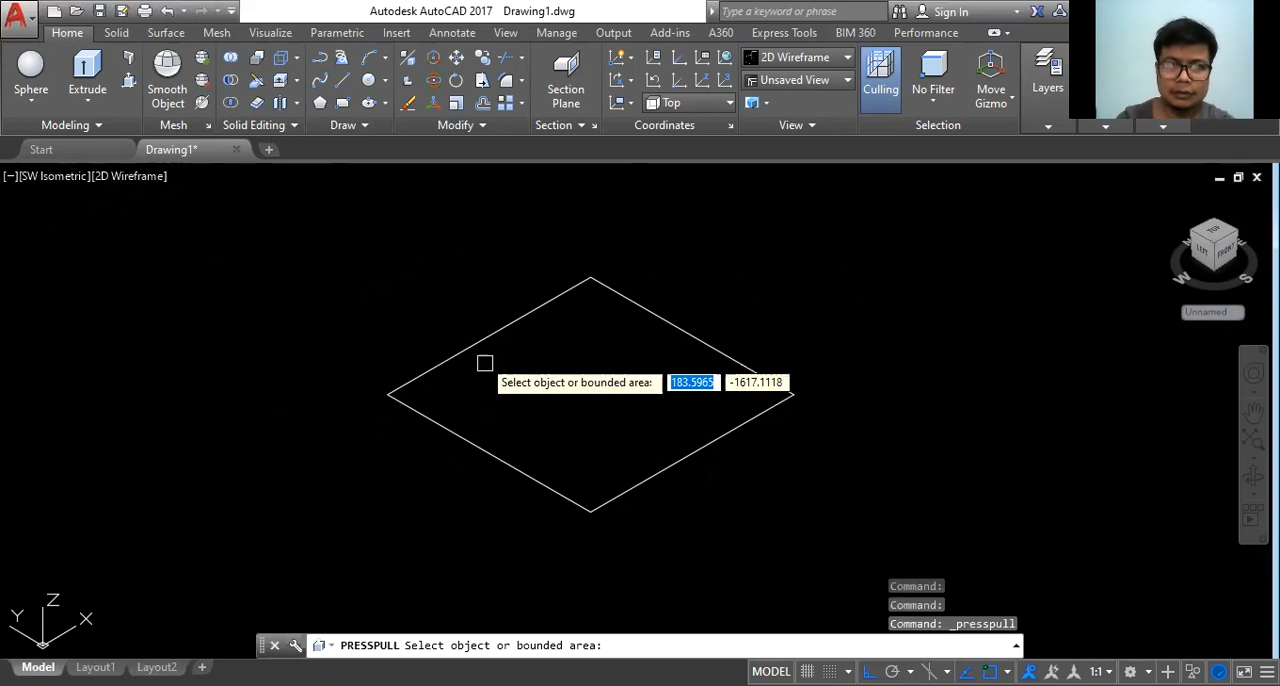 Autodesk AutoCAD 2017 Drawing1.dwg
Type a keyword or phrase
Sign In
Home Solid Surface Mesh Visualize Parametric Insert Annotate View Manage Output Add-ins A360 Express Tools BIM 360 Performance
Sphere
Extrude
Smooth
Object
Section
Plane
Top
2D Wireframe
Unsaved View
Culling
No Filter
Move
Gizmo
Layers
Modeling Mesh Solid Editing Draw Modify Section Coordinates View Selection
Start Drawing1*
[−][SW Isometric][2D Wireframe]
TOP
LEFT FRONT
W S
Unnamed
Select object or bounded area: 183.5965 -1617.1118
Z
Y X
Command:
Command:
Command: _presspull
PRESSPULL Select object or bounded area:
Model Layout1 Layout2 +
MODEL 1:1